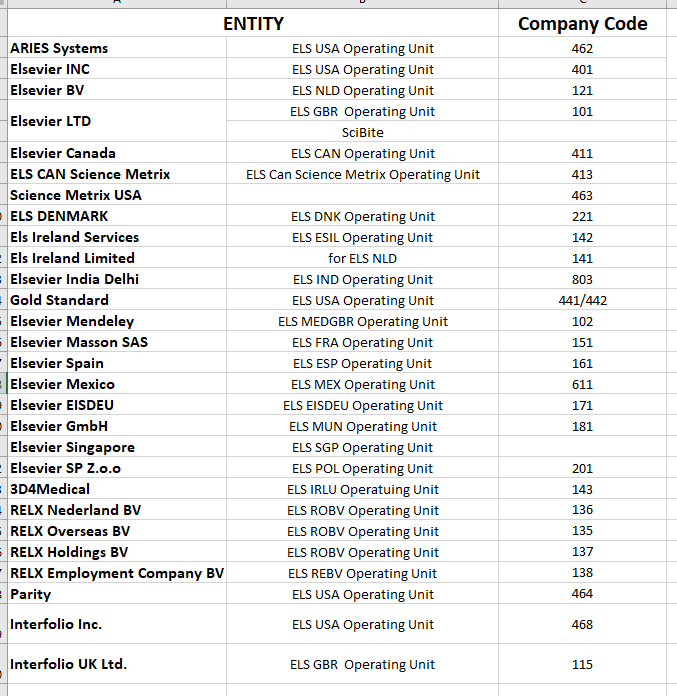 ENTITY Company Code
ARIES Systems ELS USA Operating Unit 462
Elsevier INC ELS USA Operating Unit 401
Elsevier BV ELS NLD Operating Unit 121
Elsevier LTD ELS GBR  Operating Unit 101
SciBite
Elsevier Canada ELS CAN Operating Unit 411
ELS CAN Science Metrix ELS Can Science Metrix Operating Unit 413
Science Metrix USA 463
ELS DENMARK ELS DNK Operating Unit 221
Els Ireland Services ELS ESIL Operating Unit 142
Els Ireland Limited for ELS NLD 141
Elsevier India Delhi ELS IND Operating Unit 803
Gold Standard ELS USA Operating Unit 441/442
Elsevier Mendeley ELS MEDGBR Operating Unit 102
Elsevier Masson SAS ELS FRA Operating Unit 151
Elsevier Spain ELS ESP Operating Unit 161
Elsevier Mexico ELS MEX Operating Unit 611
Elsevier EISDEU ELS EISDEU Operating Unit 171
Elsevier GmbH ELS MUN Operating Unit 181
Elsevier Singapore ELS SGP Operating Unit
Elsevier SP Z.o.o ELS POL Operating Unit 201
3D4Medical ELS IRLU Operatuing Unit 143
RELX Nederland BV ELS ROBV Operating Unit 136
RELX Overseas BV ELS ROBV Operating Unit 135
RELX Holdings BV ELS ROBV Operating Unit 137
RELX Employment Company BV ELS REBV Operating Unit 138
Parity ELS USA Operating Unit 464
Interfolio Inc. ELS USA Operating Unit 468
Interfolio UK Ltd. ELS GBR  Operating Unit 115